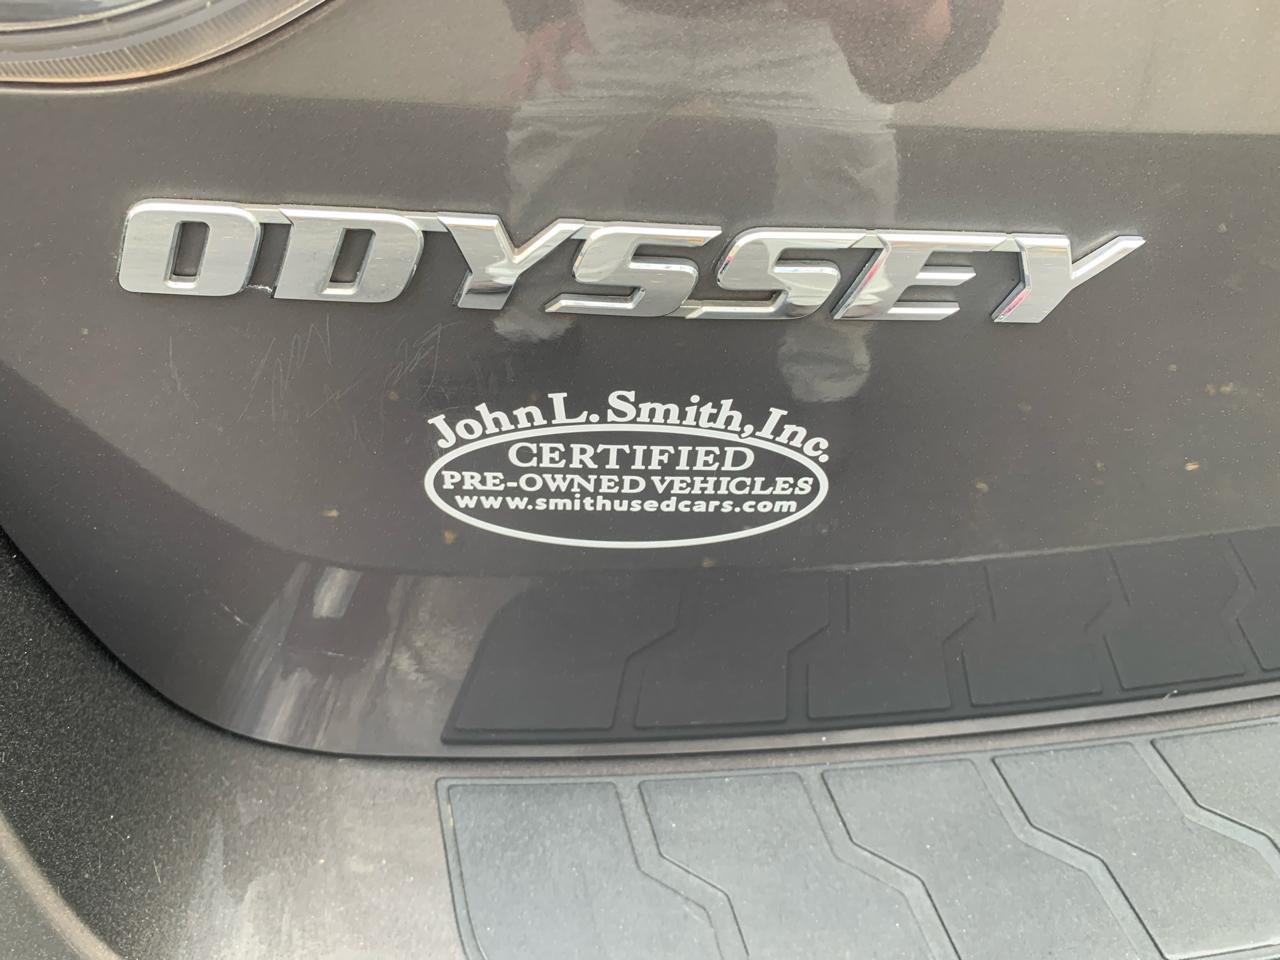 ODYSSEY
John L. Smith, Inc.
CERTIFIED
PRE-OWNED VEHICLES
www.smithusedcars.com